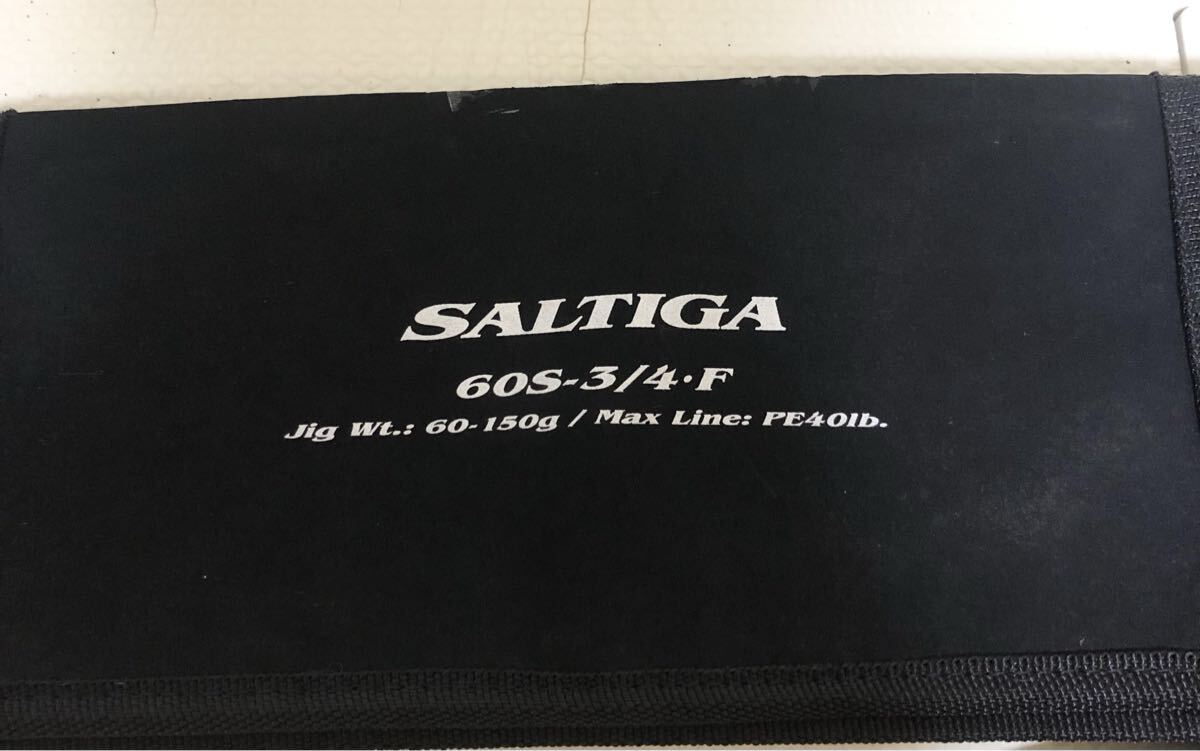 SALTIGA
60S-3/4·F
Jig Wt.: 60-150g / Max Line: PE40lb.